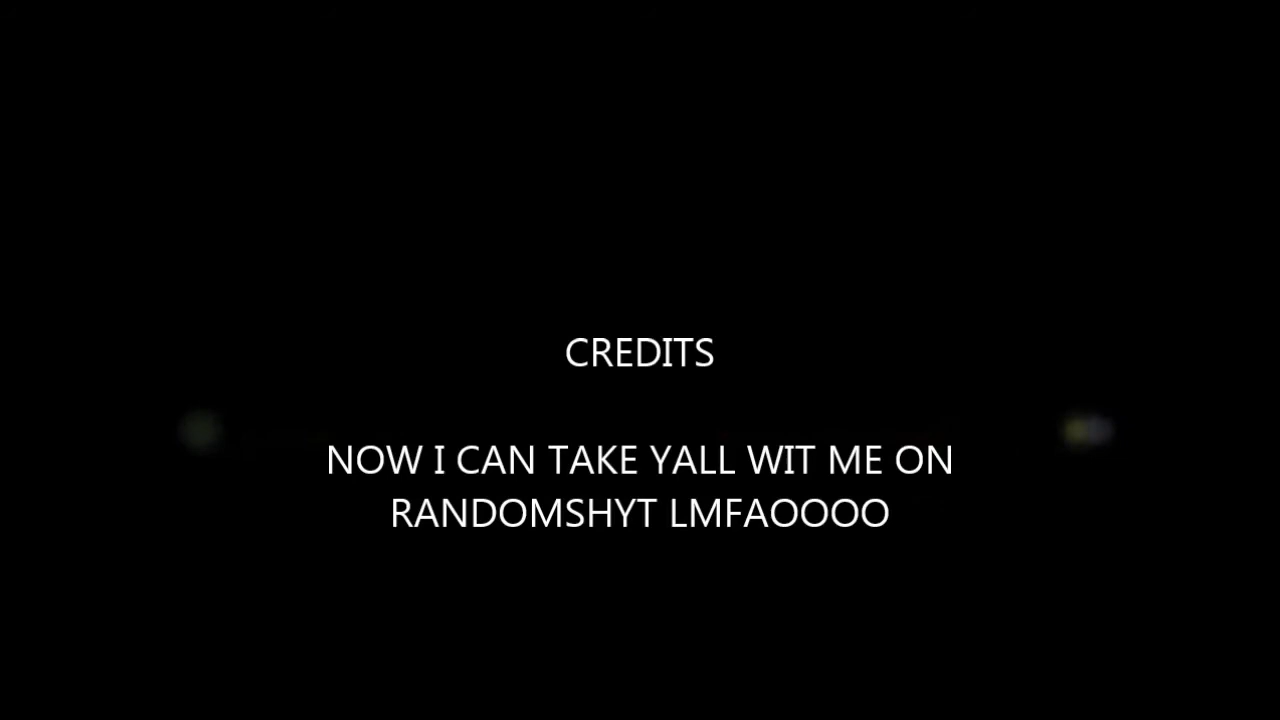 CREDITS
NOW I CAN TAKE YALL WIT ME ON
RANDOMSHYT LMFAOOOO